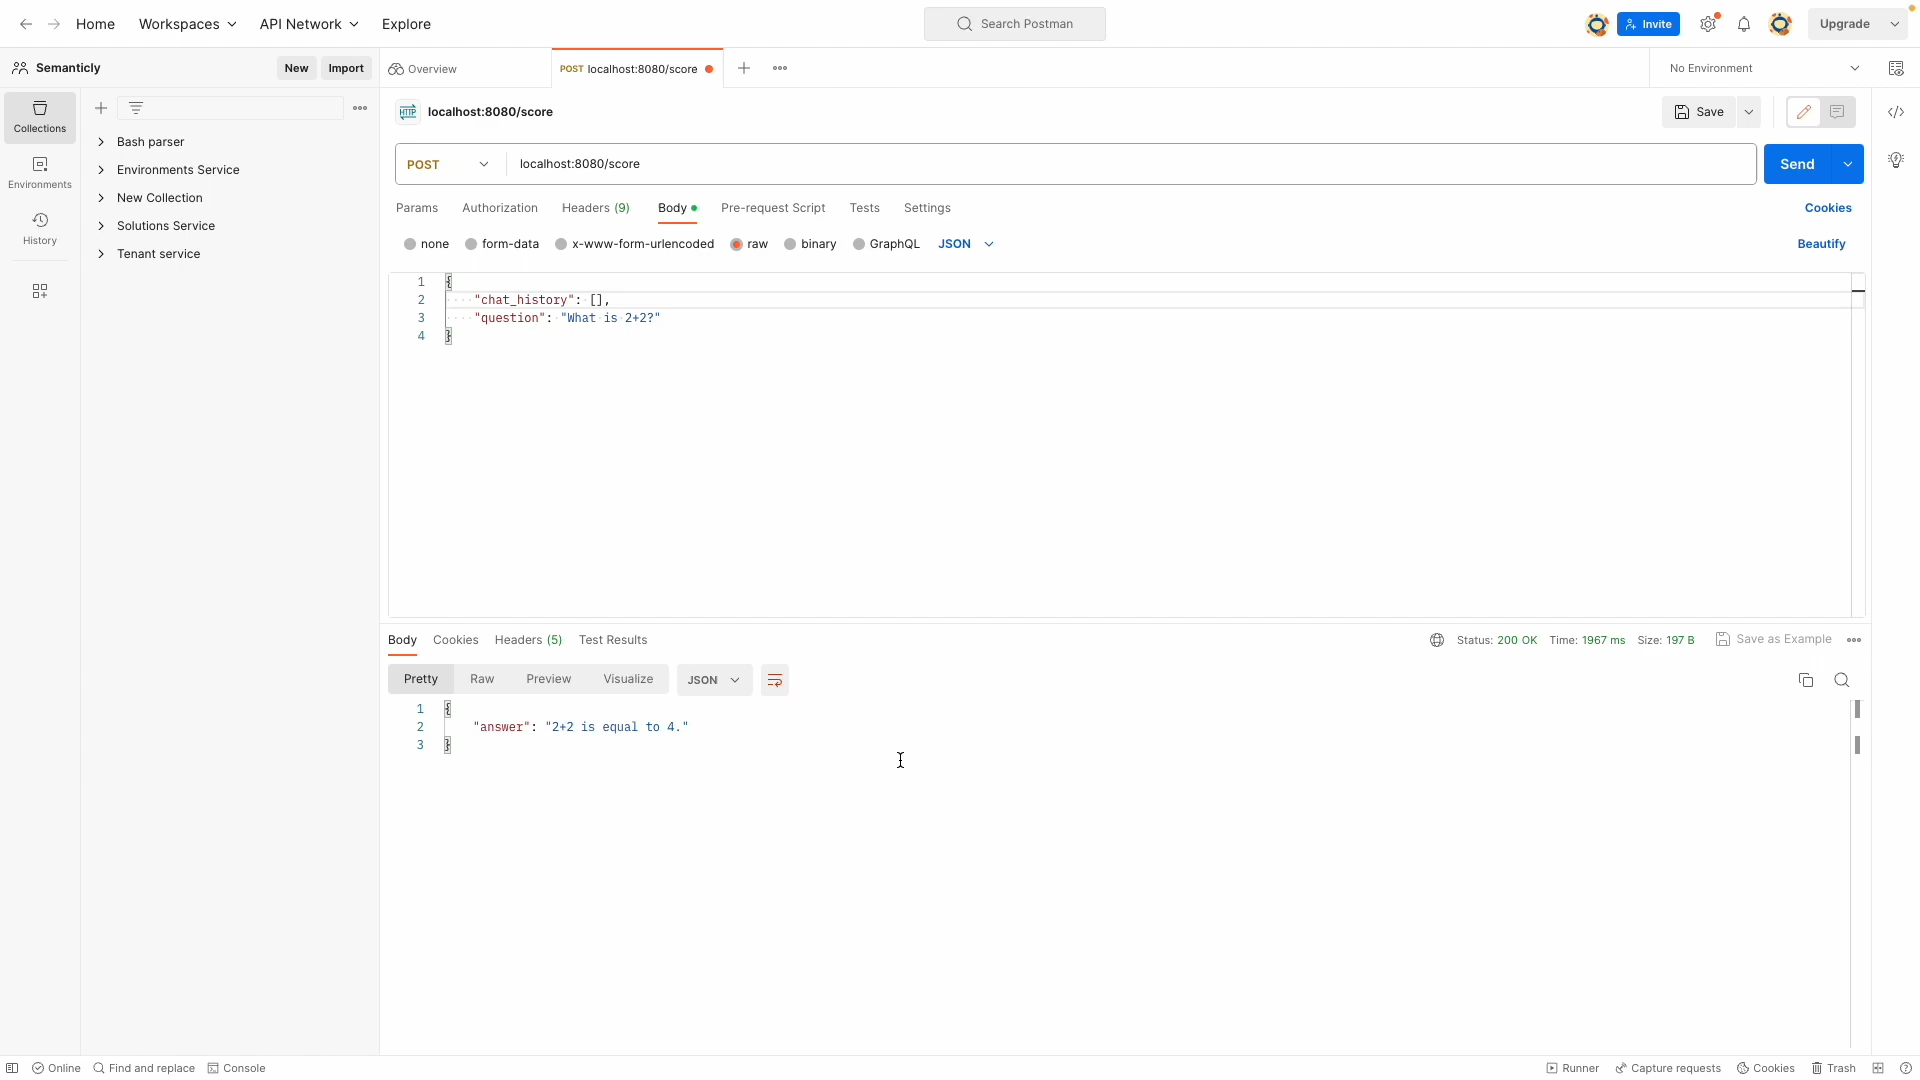 Home Workspaces API Network Explore Search Postman Invite Upgrade
Semanticly New Import Overview POST localhost:8080/score No Environment
Collections
Environments
History
Bash parser
Environments Service
New Collection
Solutions Service
Tenant service
HTTP localhost:8080/score Save
POST localhost:8080/score Send
Params Authorization Headers (9) Body Pre-request Script Tests Settings Cookies
none form-data x-www-form-urlencoded raw binary GraphQL JSON Beautify
1 {
2 "chat_history": [],
3 "question": "What is 2+2?"
4 }
Body Cookies Headers (5) Test Results Status: 200 OK Time: 1967 ms Size: 197 B Save as Example
Pretty Raw Preview Visualize JSON
1 {
2 "answer": "2+2 is equal to 4."
3 }
Online Find and replace Console Runner Capture requests Cookies Trash